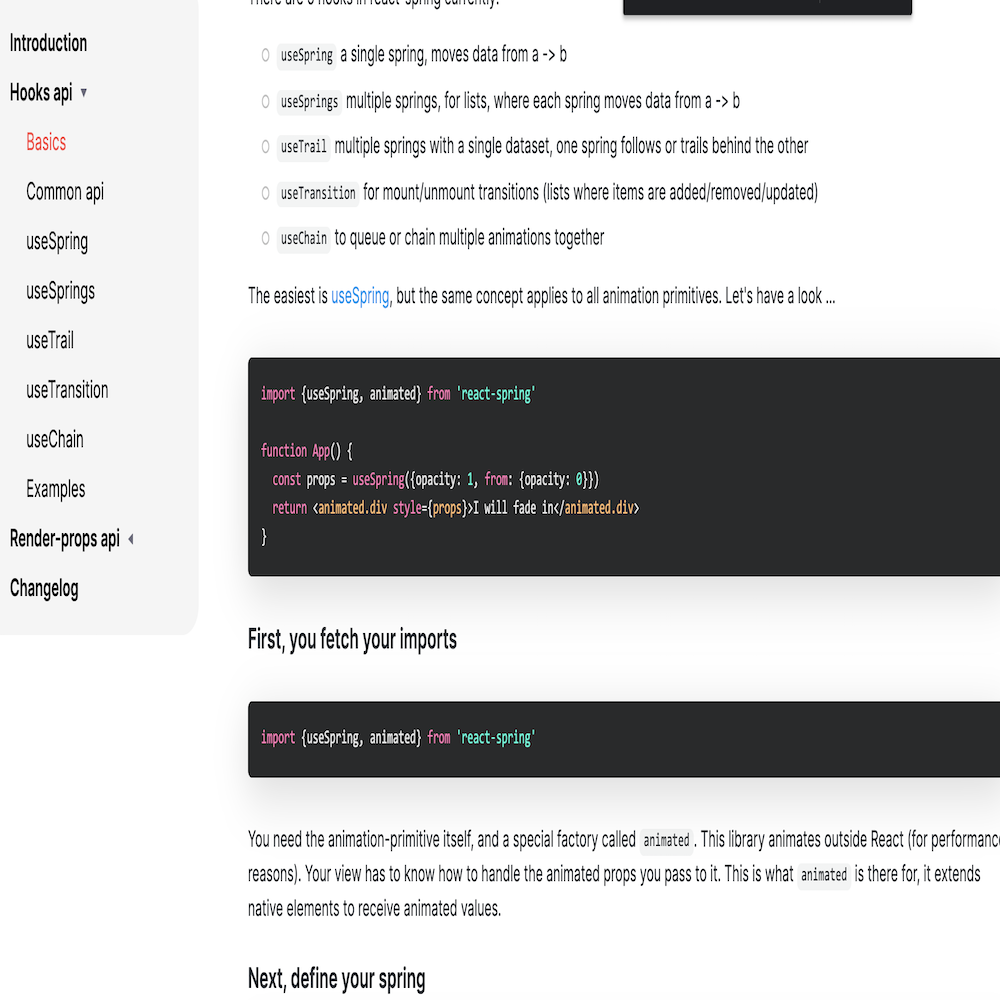 Introduction
Hooks api
Basics
Common api
useSpring
useSprings
useTrail
useTransition
useChain
Examples
Render-props api
Changelog
There are 5 hooks in react-spring currently:
useSpring a single spring, moves data from a -> b
useSprings multiple springs, for lists, where each spring moves data from a -> b
useTrail multiple springs with a single dataset, one spring follows or trails behind the other
useTransition for mount/unmount transitions (lists where items are added/removed/updated)
useChain to queue or chain multiple animations together
The easiest is useSpring, but the same concept applies to all animation primitives. Let's have a look ...
import {useSpring, animated} from 'react-spring'
function App() {
const props = useSpring({opacity: 1, from: {opacity: 0}})
return <animated.div style={props}>I will fade in</animated.div>
}
First, you fetch your imports
import {useSpring, animated} from 'react-spring'
You need the animation-primitive itself, and a special factory called animated. This library animates outside React (for performance
reasons). Your view has to know how to handle the animated props you pass to it. This is what animated is there for, it extends
native elements to receive animated values.
Next, define your spring